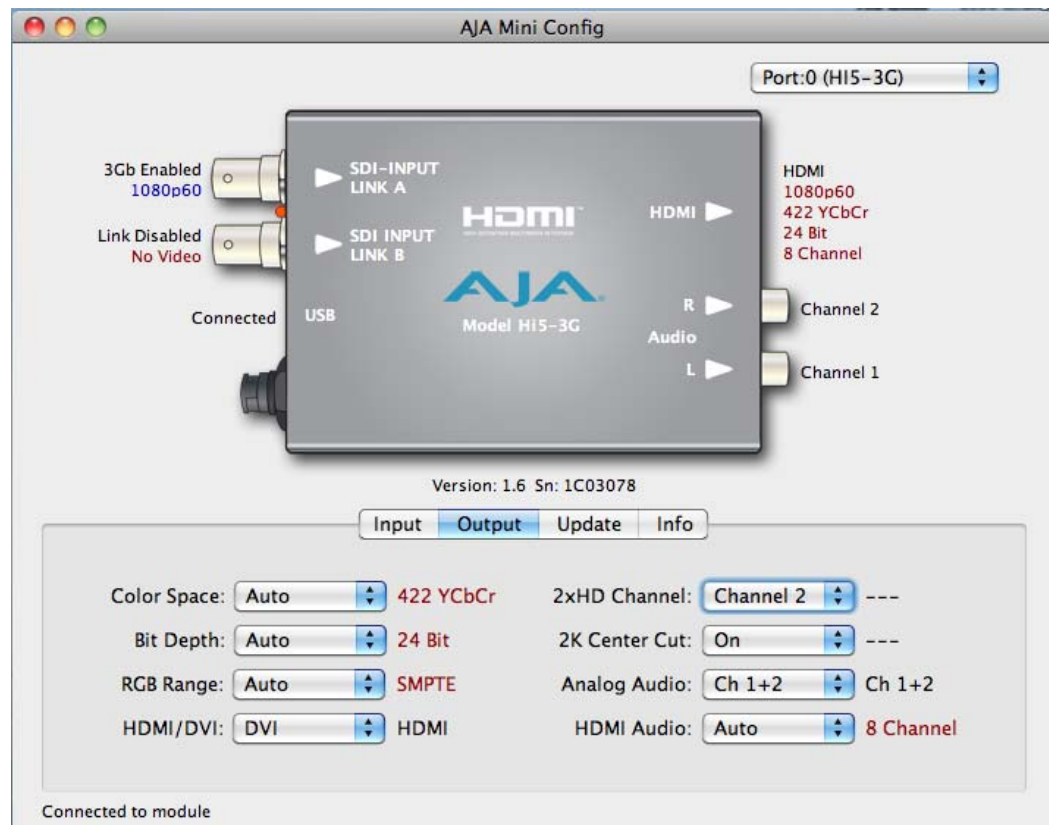 AJA Mini Config
Port:0 (HI5-3G)
3Gb Enabled
1080p60
Link Disabled
No Video
Connected
SDI-INPUT
LINK A
SDI INPUT
LINK B
USB
HDMI
AJA
Model Hi5-3G
HDMI
R
Audio
L
HDMI
1080p60
422 YCbCr
24 Bit
8 Channel
Channel 2
Channel 1
Version: 1.6 Sn: 1C03078
Input Output Update Info
Color Space: Auto 422 YCbCr
Bit Depth: Auto 24 Bit
RGB Range: Auto SMPTE
HDMI/DVI: DVI HDMI
2xHD Channel: Channel 2 ---
2K Center Cut: On ---
Analog Audio: Ch 1+2 Ch 1+2
HDMI Audio: Auto 8 Channel
Connected to module